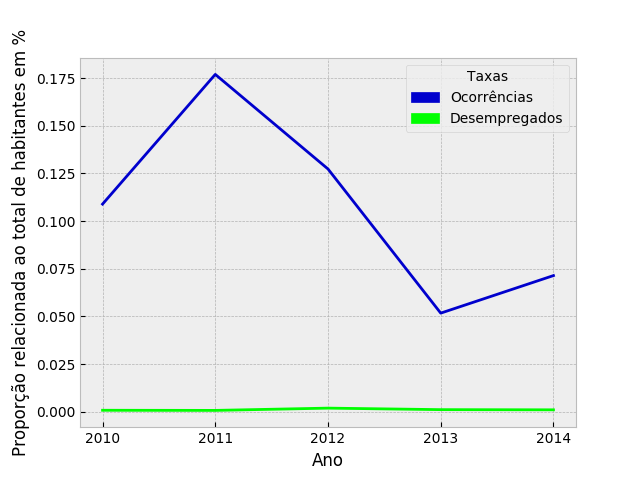 Proporção relacionada ao total de habitantes em %
0.175
0.150
0.125
0.100
0.075
0.050
0.025
0.000
Taxas
Ocorrências
Desempregados
2010 2011 2012 2013 2014
Ano